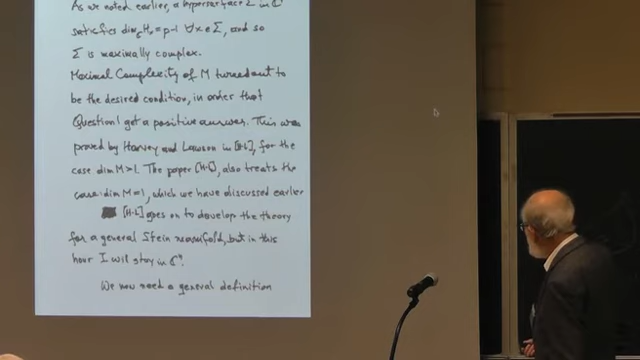 As we noted earlier, a hypersurface Σ in ℂᵖ
satisfies dim_ℂ Hₓ = p-1 ∀x∈Σ, and so
Σ is maximally complex.
Maximal Complexity of M turned out to
be the desired condition, in order that
Question 1 get a positive answer. This was
proved by Harvey and Lawson in [H-L], for the
case dim M>1. The paper [H-L], also treats the
case: dim M=1, which we have discussed earlier
[H-L] goes on to develop the theory
for a general Stein manifold, but in this
hour I will stay in ℂⁿ.
We now need a general definition